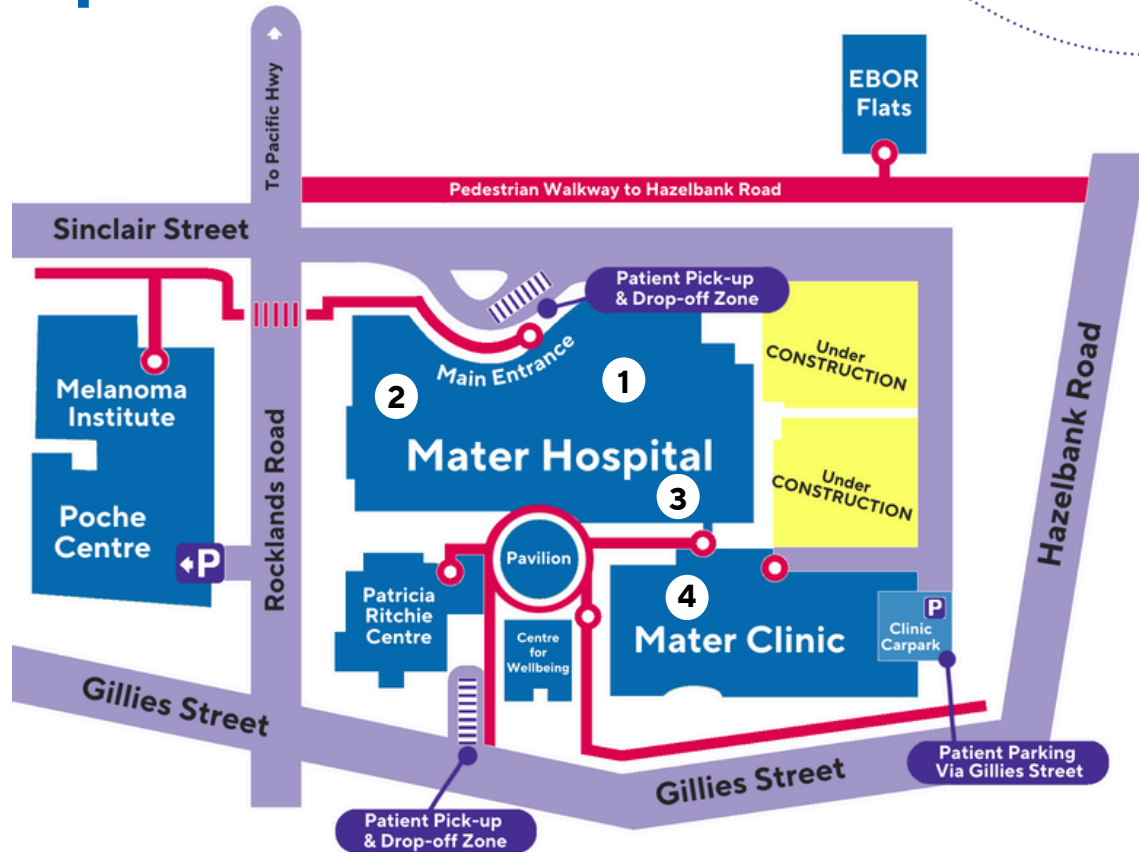 To Pacific Hwy
EBOR
Flats
Pedestrian Walkway to Hazelbank Road
Sinclair Street
Patient Pick-up
& Drop-off Zone
Main Entrance
Under
CONSTRUCTION
1
2
Melanoma
Institute
Mater Hospital
Rocklands Road
Hazelbank Road
3
Under
CONSTRUCTION
Poche
Centre
P
Pavilion
Patricia
Ritchie
Centre
4
Mater Clinic
P
Clinic
Carpark
Centre
for
Wellbeing
Gillies Street
Gillies Street
Patient Parking
Via Gillies Street
Patient Pick-up
& Drop-off Zone